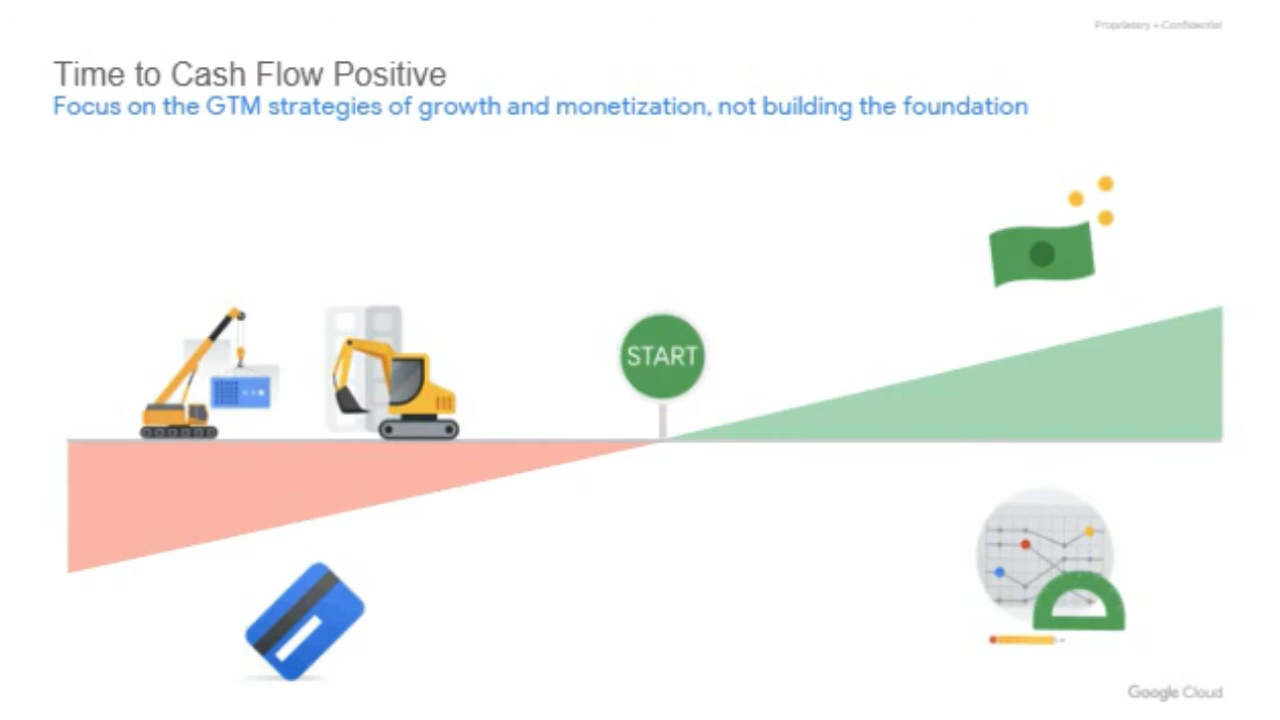 Proprietary + Confidential
Time to Cash Flow Positive
Focus on the GTM strategies of growth and monetization, not building the foundation
START
Google Cloud